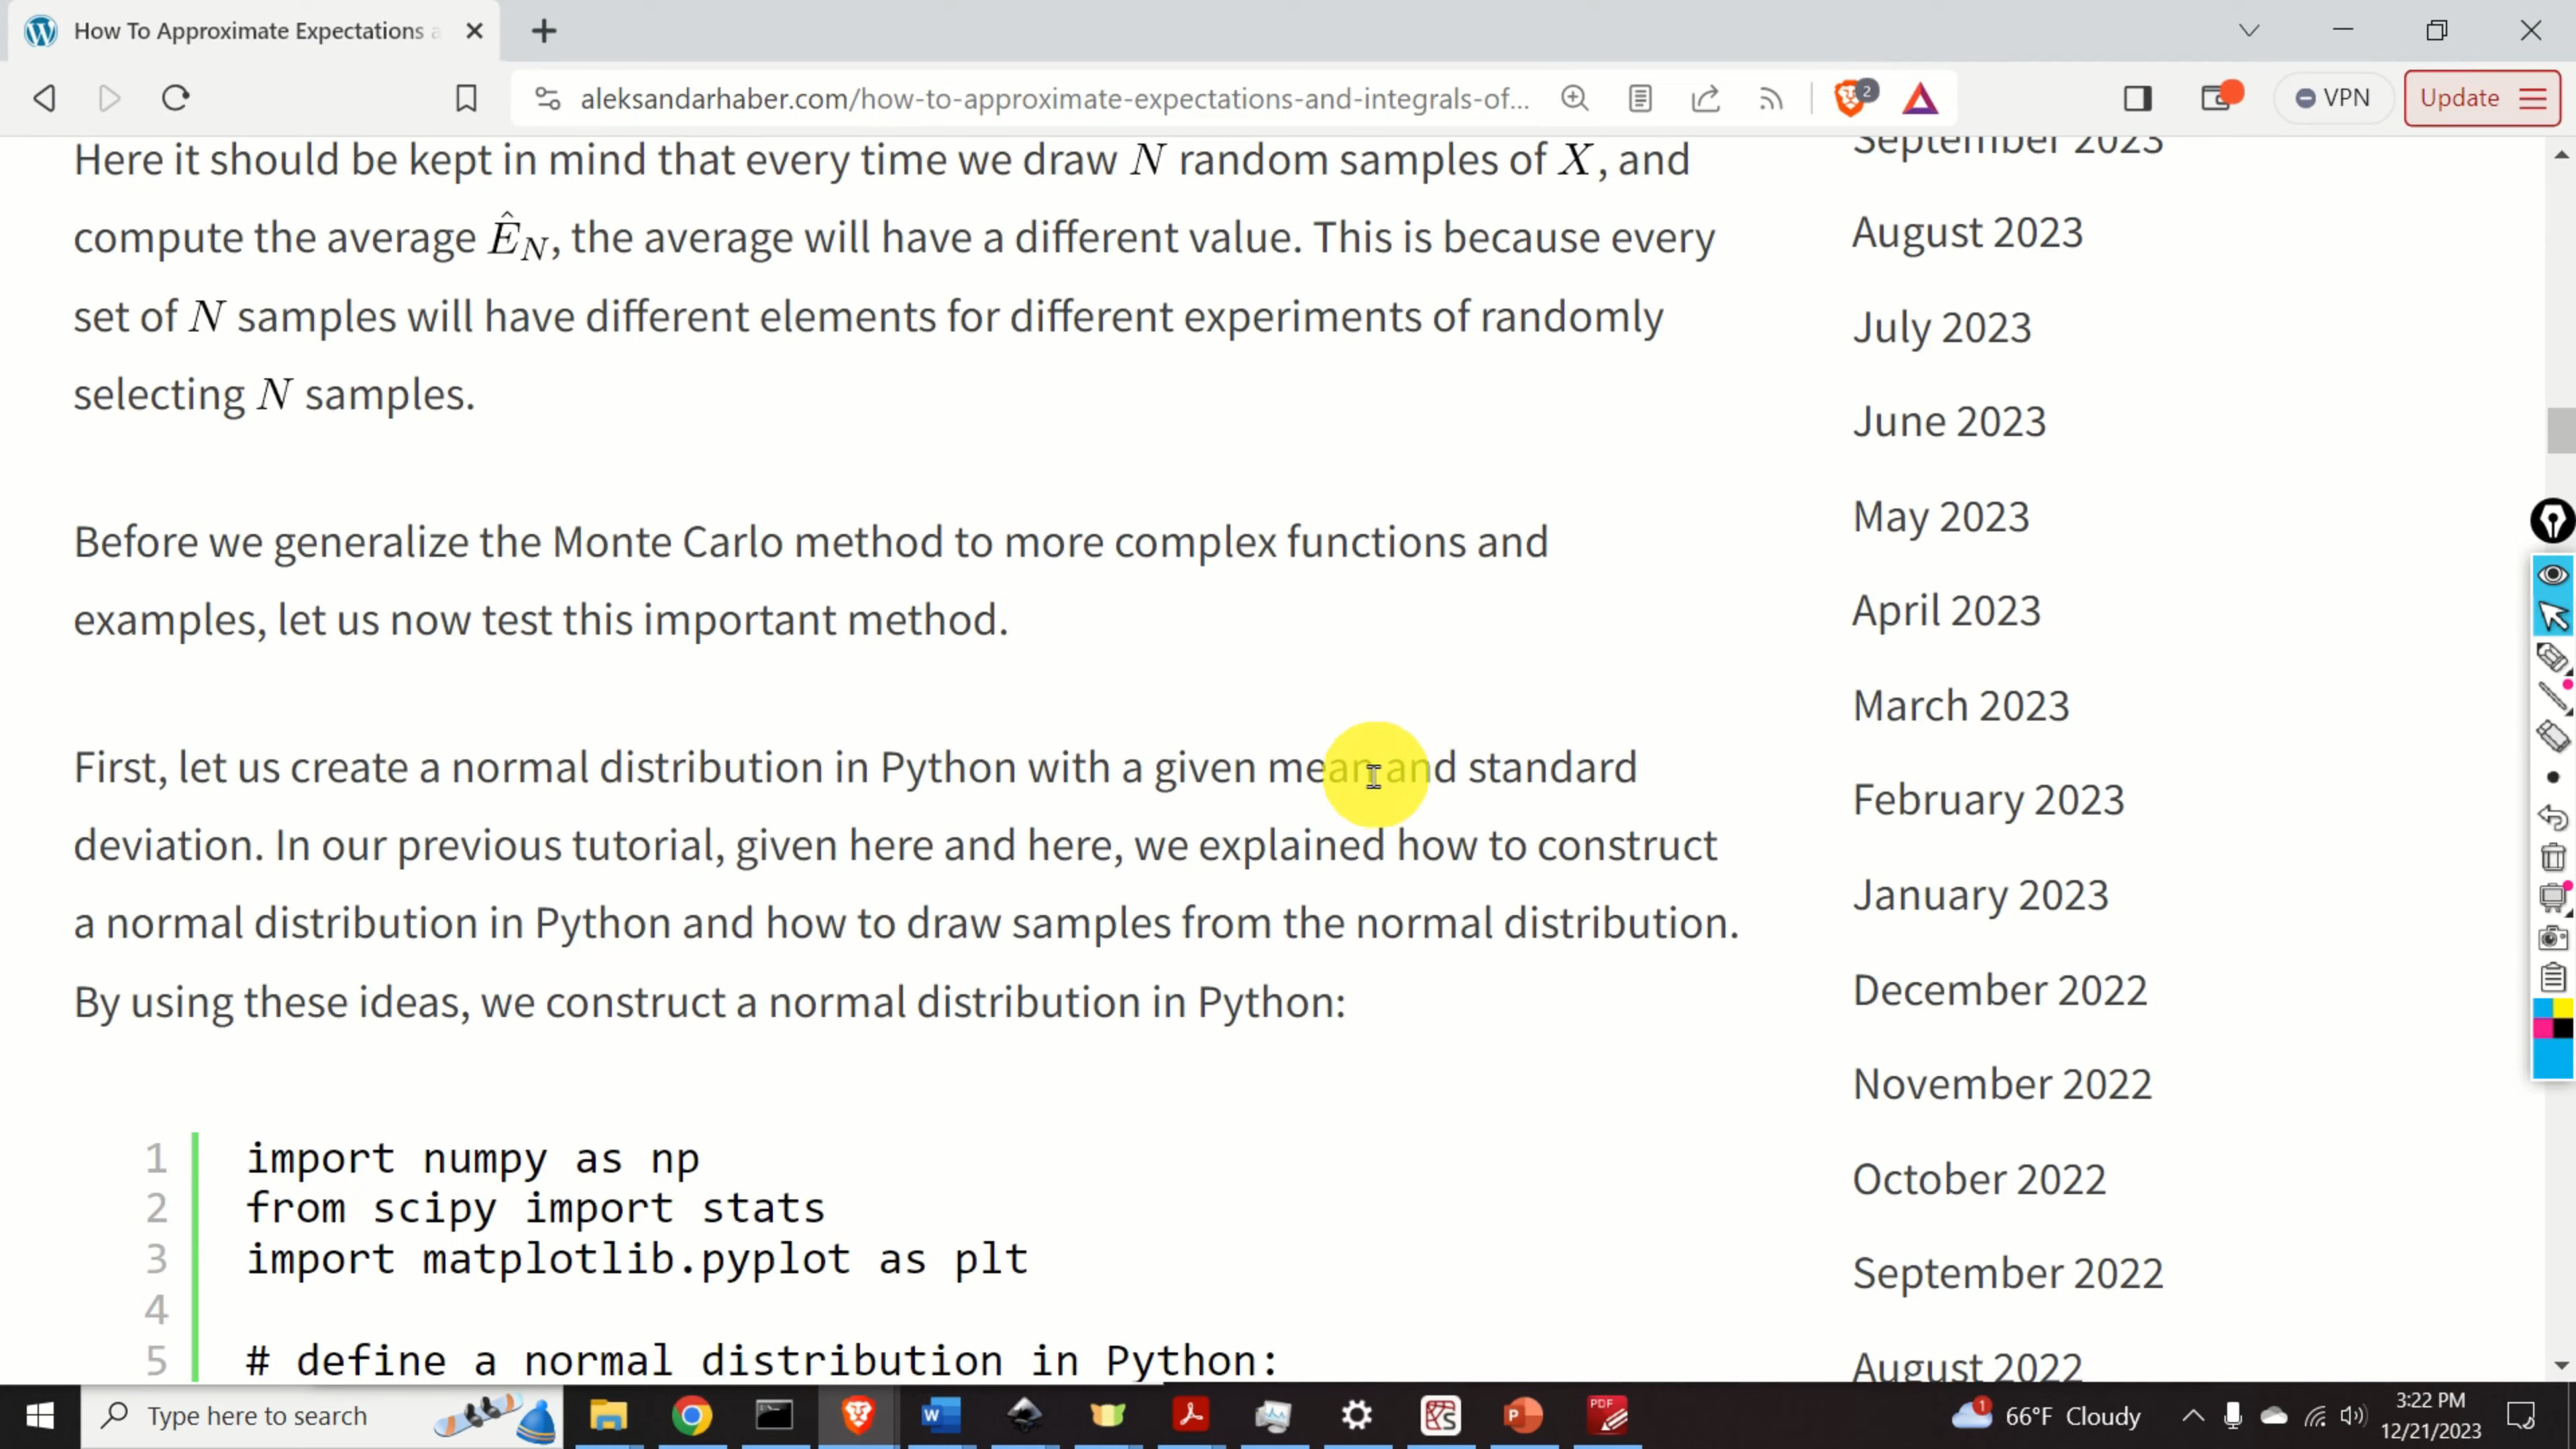 How To Approximate Expectations a
aleksandarhaber.com/how-to-approximate-expectations-and-integrals-of...
2
VPN
Update
Here it should be kept in mind that every time we draw N random samples of X, and
compute the average Ê_N, the average will have a different value. This is because every
set of N samples will have different elements for different experiments of randomly
selecting N samples.
Before we generalize the Monte Carlo method to more complex functions and
examples, let us now test this important method.
First, let us create a normal distribution in Python with a given mean and standard
deviation. In our previous tutorial, given here and here, we explained how to construct
a normal distribution in Python and how to draw samples from the normal distribution.
By using these ideas, we construct a normal distribution in Python:
1 import numpy as np
2 from scipy import stats
3 import matplotlib.pyplot as plt
4
5 # define a normal distribution in Python:
September 2023
August 2023
July 2023
June 2023
May 2023
April 2023
March 2023
February 2023
January 2023
December 2022
November 2022
October 2022
September 2022
August 2022
Type here to search
W
P
PDF
1
66°F Cloudy
3:22 PM
12/21/2023